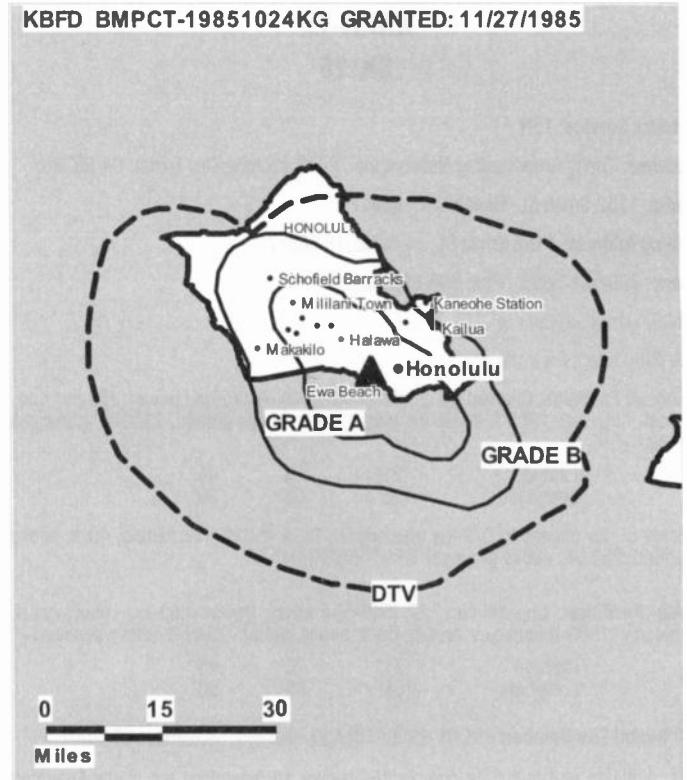 KBFD BMPCT-19851024KG GRANTED: 11/27/1985
HONOLULU
Schofield Barracks
Mililani Town
Kaneohe Station
Kailua
Halawa
Makakilo
Honolulu
Ewa Beach
GRADE A
GRADE B
DTV
0 15 30
Miles